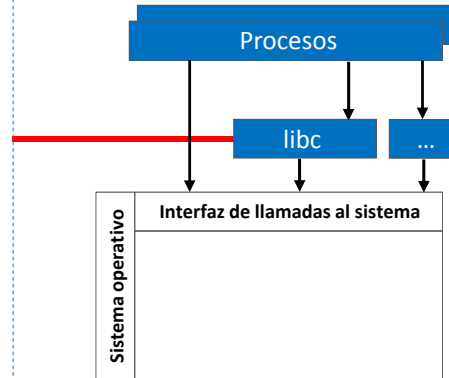 Procesos
libc
...
Interfaz de llamadas al sistema
Sistema operativo